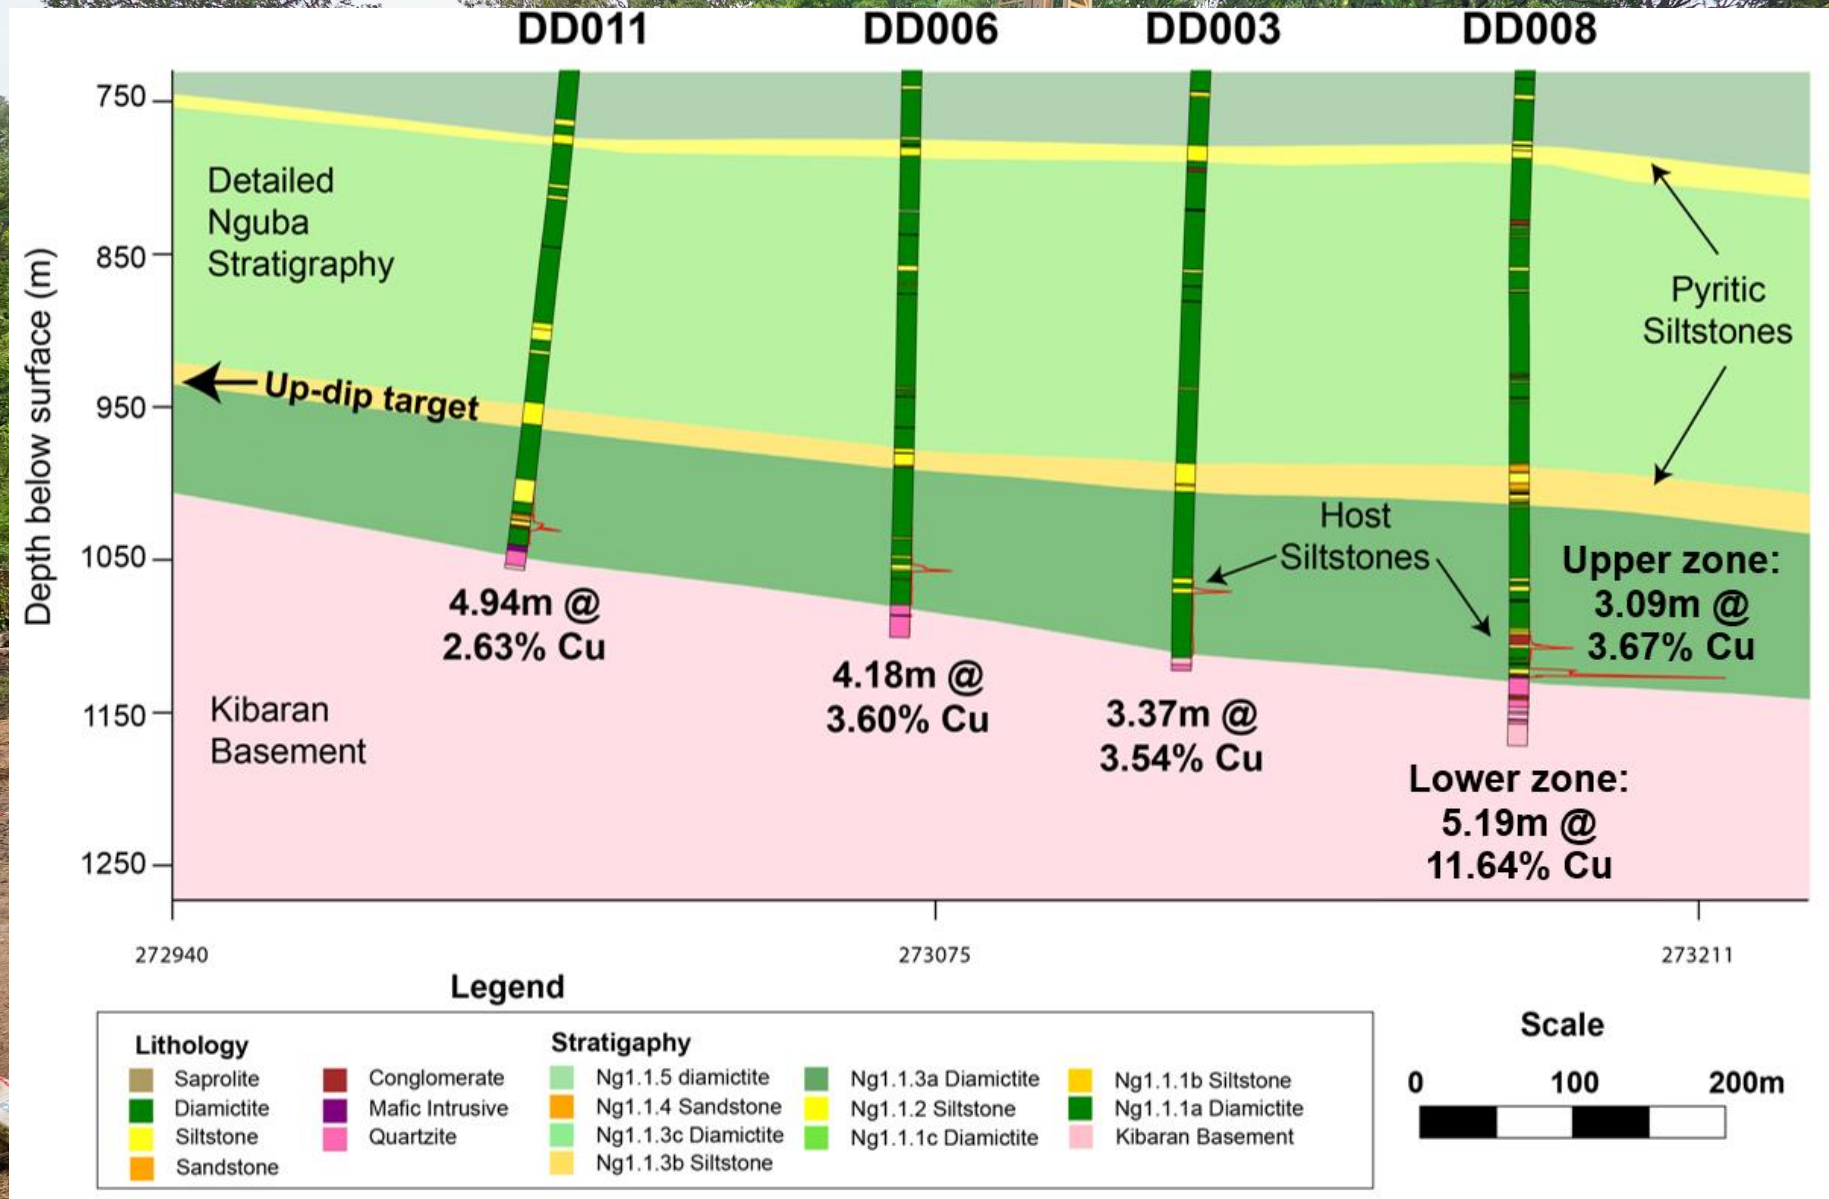 DD011
DD006
DD003
DD008
Depth below surface (m)
750
850
950
1050
1150
1250
Detailed
Nguba
Stratigraphy
Pyritic
Siltstones
Up-dip target
Host
Siltstones
Upper zone:
3.09m @
3.67% Cu
4.94m @
2.63% Cu
4.18m @
3.60% Cu
3.37m @
3.54% Cu
Lower zone:
5.19m @
11.64% Cu
Kibaran
Basement
272940
273075
273211
Legend
Lithology
Saprolite
Diamictite
Siltstone
Sandstone
Conglomerate
Mafic Intrusive
Quartzite
Stratigaphy
Ng1.1.5 diamictite
Ng1.1.4 Sandstone
Ng1.1.3c Diamictite
Ng1.1.3b Siltstone
Ng1.1.3a Diamictite
Ng1.1.2 Siltstone
Ng1.1.1c Diamictite
Ng1.1.1b Siltstone
Ng1.1.1a Diamictite
Kibaran Basement
Scale
0 100 200m